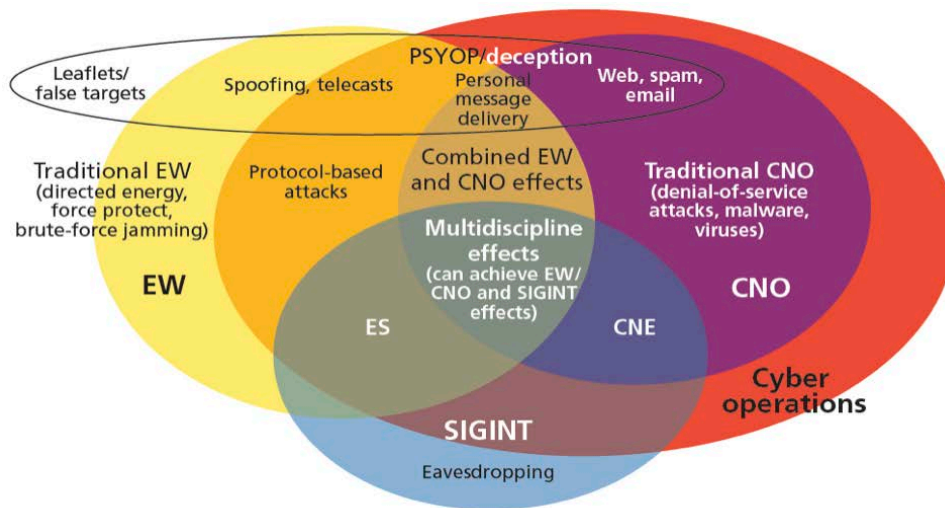 PSYOP/deception
Leaflets/
false targets
Spoofing, telecasts
Personal
message
delivery
Web, spam,
email
Traditional EW
(directed energy,
force protect,
brute-force jamming)
Protocol-based
attacks
Combined EW
and CNO effects
Traditional CNO
(denial-of-service
attacks, malware,
viruses)
Multidiscipline
effects
(can achieve EW/
CNO and SIGINT
effects)
EW
CNO
ES
CNE
Cyber
operations
SIGINT
Eavesdropping